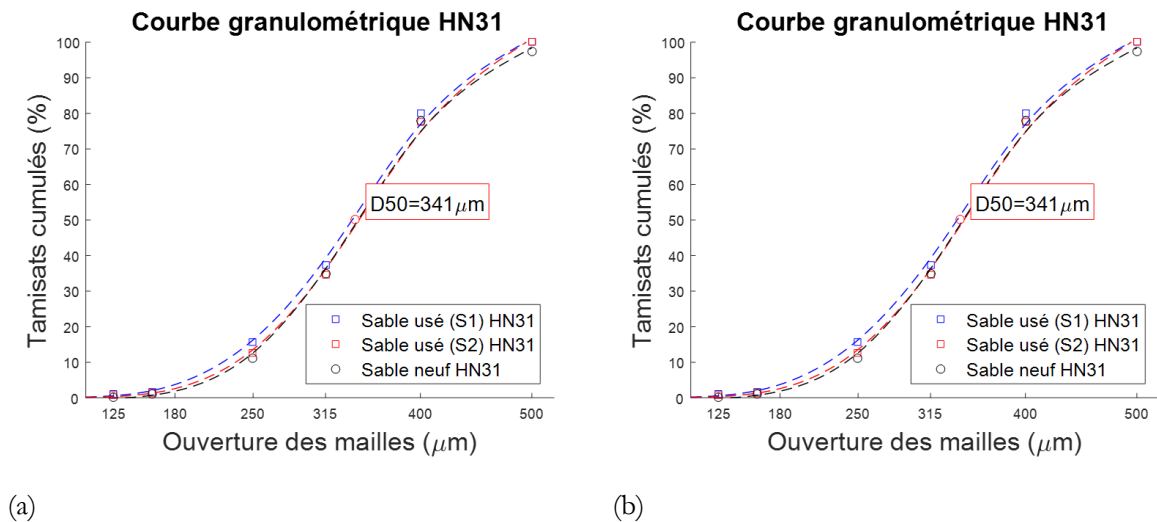 Courbe granulométrique HN31
Tamisats cumulés (%)
100
90
80
70
60
50
40
30
20
10
0
D50=341μm
Sable usé (S1) HN31
Sable usé (S2) HN31
Sable neuf HN31
125 180 250 315 400 500
Ouverture des mailles (μm)
(a)
Courbe granulométrique HN31
Tamisats cumulés (%)
100
90
80
70
60
50
40
30
20
10
0
D50=341μm
Sable usé (S1) HN31
Sable usé (S2) HN31
Sable neuf HN31
125 180 250 315 400 500
Ouverture des mailles (μm)
(b)